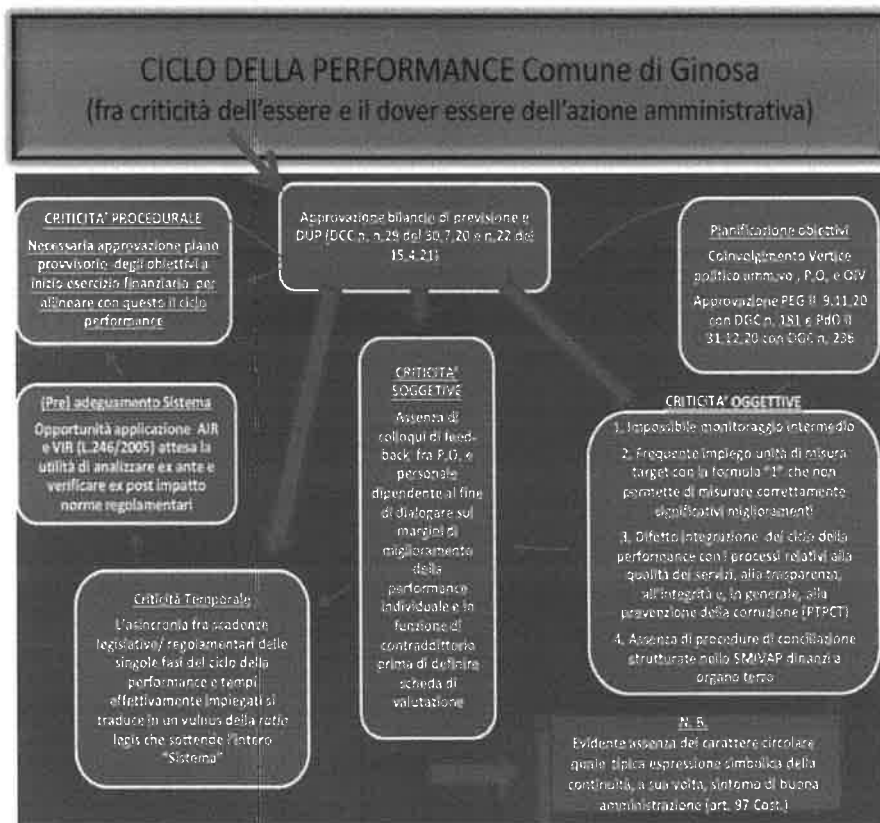 CICLO DELLA PERFORMANCE Comune di Ginosa
(fra criticità dell'essere e il dover essere dell'azione amministrativa)
CRITICITA' PROCEDURALE
Necessaria approvazione piano
provvisorio degli obiettivi a
inizio esercizio finanziario per
allineare con questo il ciclo
performance
Approvazione bilancio di previsione e
DUP (DCC n. n.29 del 30.7.20 e n.22 del
15.4.21)
Planificazione obiettivi
Coinvolgimento Vertice
politico ammvo , P.O. e OIV
Approvazione PEG il 9.11.20
con DGC n. 181 e PdO il
31.12.20 con DGC n. 236
(Pre) adeguamento Sistema
Opportunità applicazione AIR
e VIR (L.246/2005) attesa la
utilità di analizzare ex ante e
verificare ex post impatto
norme regolamentari
CRITICITA'
SOGGETIVE
Assenza di
colloqui di feed-
back fra P.O. e
personale
dipendente al fine
di dialogare sui
margini di
miglioramento
della
performance
individuale e in
funzione di
contraddittorio
prima di definire
scheda di
valutazione
CRITICITA' OGGETTIVE
1. Impossibile monitoraggio intermedio
2. Frequente impiego unità di misura
target con la formula "1" che non
permette di misurare correttamente
significativi miglioramenti
3. Difetto integrazione del ciclo della
performance con i processi relativi alla
qualità dei servizi, alla trasparenza,
all'integrità e, in generale, alla
prevenzione della corruzione (PTPCT)
4. Assenza di procedure di conciliazione
strutturate nello SMIVAP dinanzi a
organo terzo
Criticità Temporale
L'asincronia fra scadenze
legislative/ regolamentari delle
singole fasi del ciclo della
performance e tempi
effettivamente impiegati si
traduce in un vulnus della ratio
legis che sottende l'intero
"Sistema"
N. B.
Evidente assenza del carattere circolare
quale tipica espressione simbolica della
continuità, a sua volta, sintomo di buona
amministrazione (art. 97 Cost.)